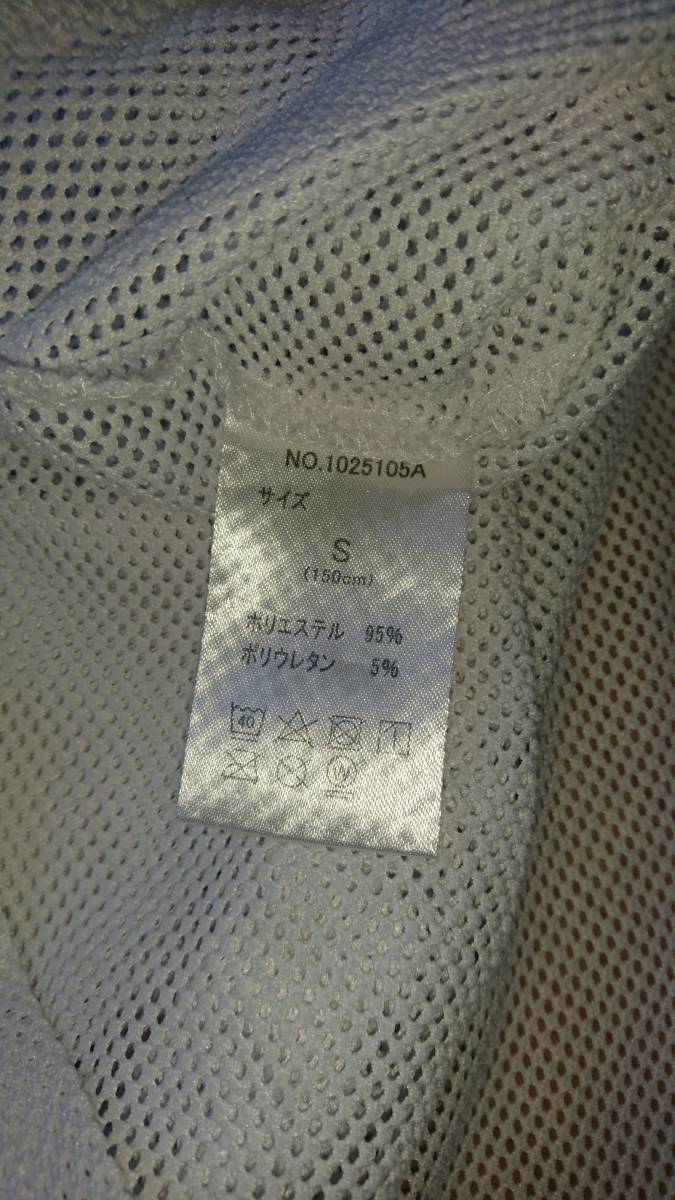 NO.1025105A
サイズ
S
(150cm)
ポリエステル 95%
ポリウレタン 5%
40
W